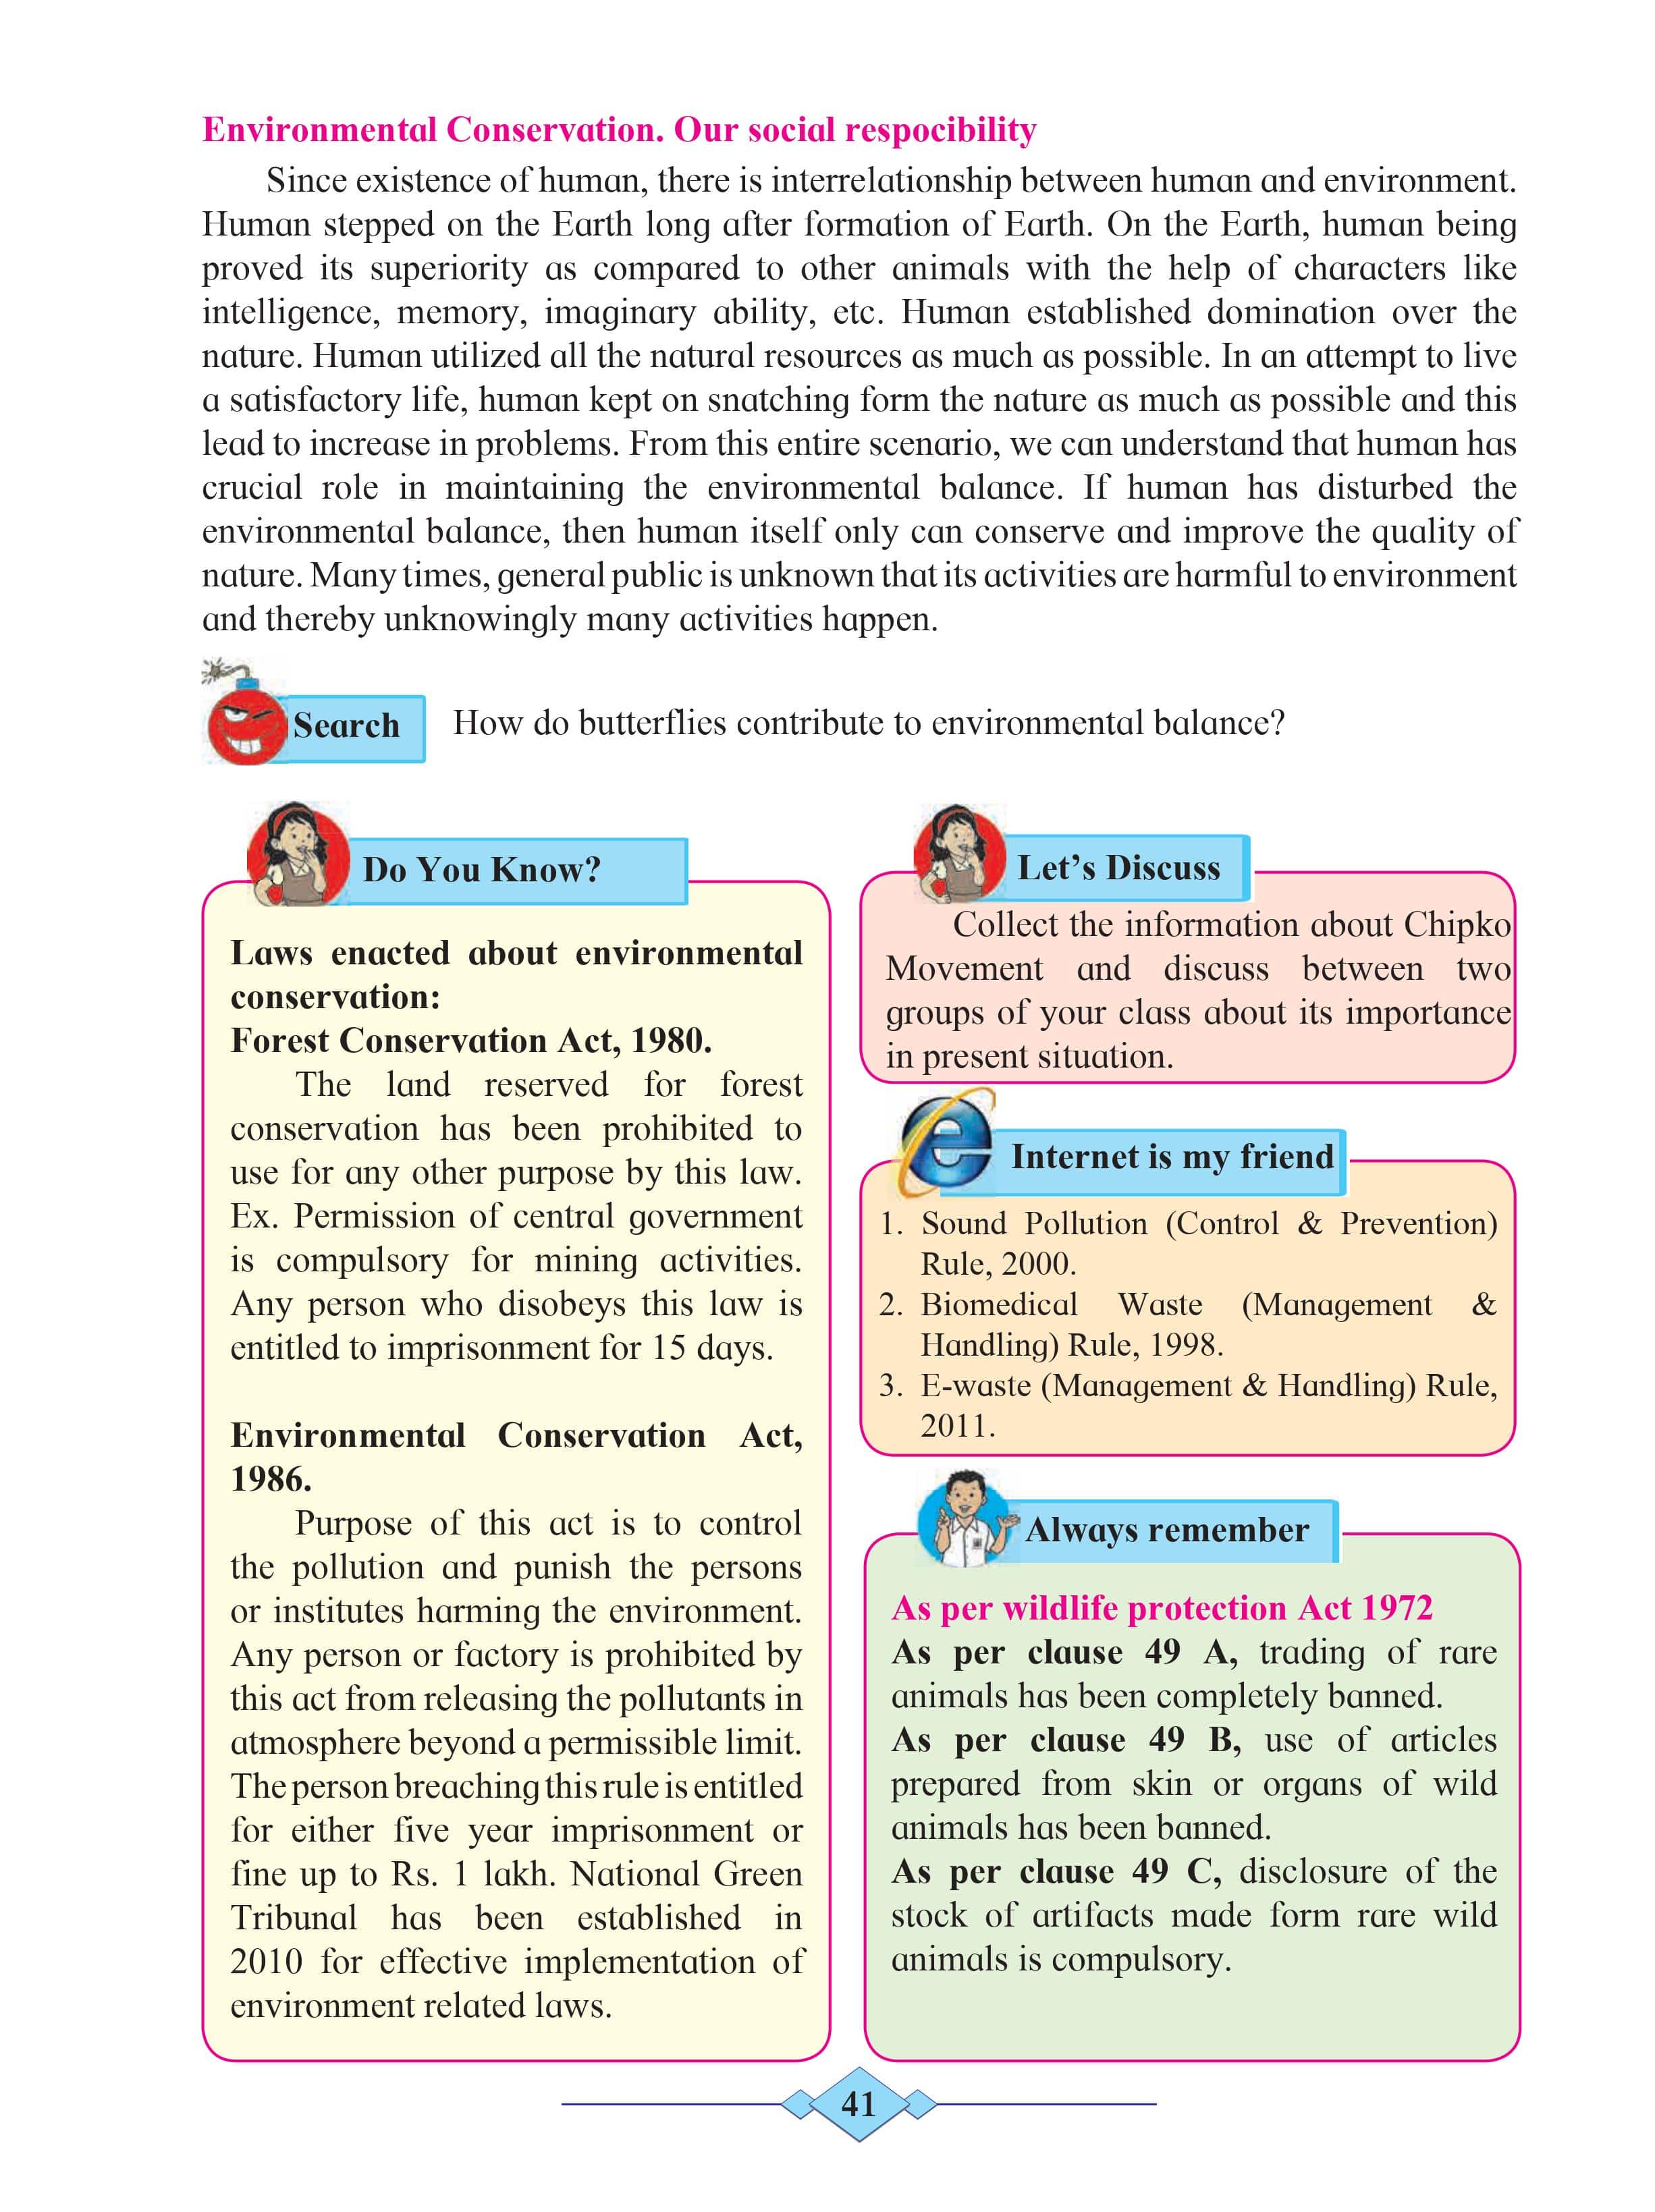 Environmental Conservation. Our social respocibility
Since existence of human, there is interrelationship between human and environment.
Human stepped on the Earth long after formation of Earth. On the Earth, human being
proved its superiority as compared to other animals with the help of characters like
intelligence, memory, imaginary ability, etc. Human established domination over the
nature. Human utilized all the natural resources as much as possible. In an attempt to live
a satisfactory life, human kept on snatching form the nature as much as possible and this
lead to increase in problems. From this entire scenario, we can understand that human has
crucial role in maintaining the environmental balance. If human has disturbed the
environmental balance, then human itself only can conserve and improve the quality of
nature. Many times, general public is unknown that its activities are harmful to environment
and thereby unknowingly many activities happen.
Search
How do butterflies contribute to environmental balance?
Do You Know?
Laws enacted about environmental
conservation:
Forest Conservation Act, 1980.
The land reserved for forest
conservation has been prohibited to
use for any other purpose by this law.
Ex. Permission of central government
is compulsory for mining activities.
Any person who disobeys this law is
entitled to imprisonment for 15 days.
Environmental Conservation Act,
1986.
Purpose of this act is to control
the pollution and punish the persons
or institutes harming the environment.
Any person or factory is prohibited by
this act from releasing the pollutants in
atmosphere beyond a permissible limit.
The person breaching this rule is entitled
for either five year imprisonment or
fine up to Rs. 1 lakh. National Green
Tribunal has been established in
2010 for effective implementation of
environment related laws.
Let's Discuss
Collect the information about Chipko
Movement and discuss between two
groups of your class about its importance
in present situation.
Internet is my friend
1. Sound Pollution (Control & Prevention)
Rule, 2000.
2. Biomedical Waste (Management &
Handling) Rule, 1998.
3. E-waste (Management & Handling) Rule,
2011.
Always remember
As per wildlife protection Act 1972
As per clause 49 A, trading of rare
animals has been completely banned.
As per clause 49 B, use of articles
prepared from skin or organs of wild
animals has been banned.
As per clause 49 C, disclosure of the
stock of artifacts made form rare wild
animals is compulsory.
41